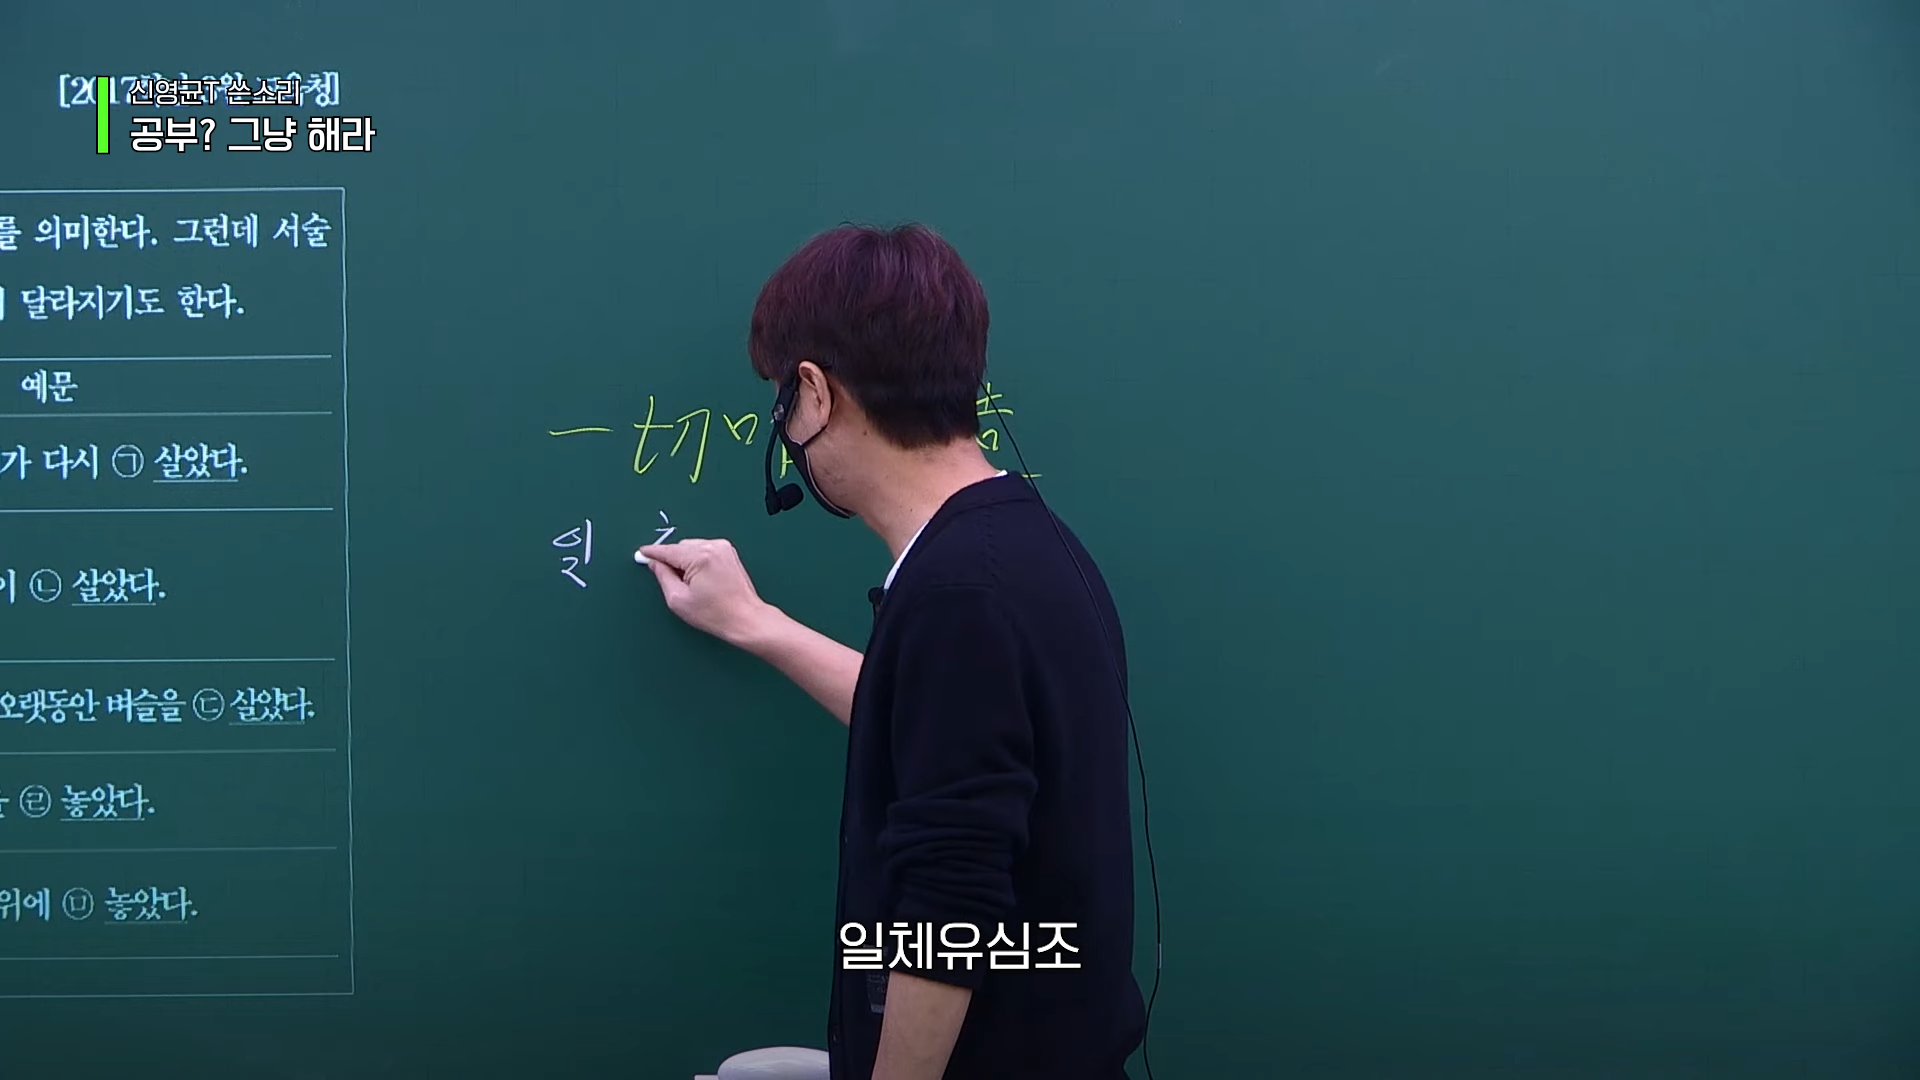 신영균T 쓴소리
공부? 그냥 해라
를 의미한다. 그런데 서술
달라지기도 한다.
예문
가 다시 ㉠ 살았다.
이 ㉡ 살았다.
오랫동안 벼슬을 ㉢ 살았다.
㉣ 놓았다.
위에 ㉤ 놓았다.
一切唯
일
일체유심조